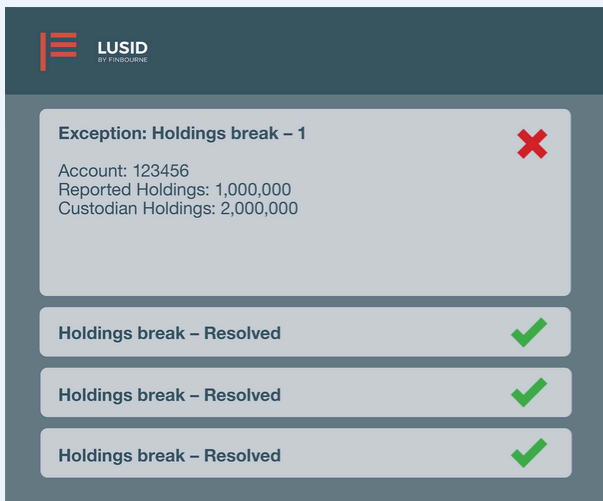 LUSID
BY FINBOURNE
Exception: Holdings break – 1
Account: 123456
Reported Holdings: 1,000,000
Custodian Holdings: 2,000,000
Holdings break – Resolved
Holdings break – Resolved
Holdings break – Resolved